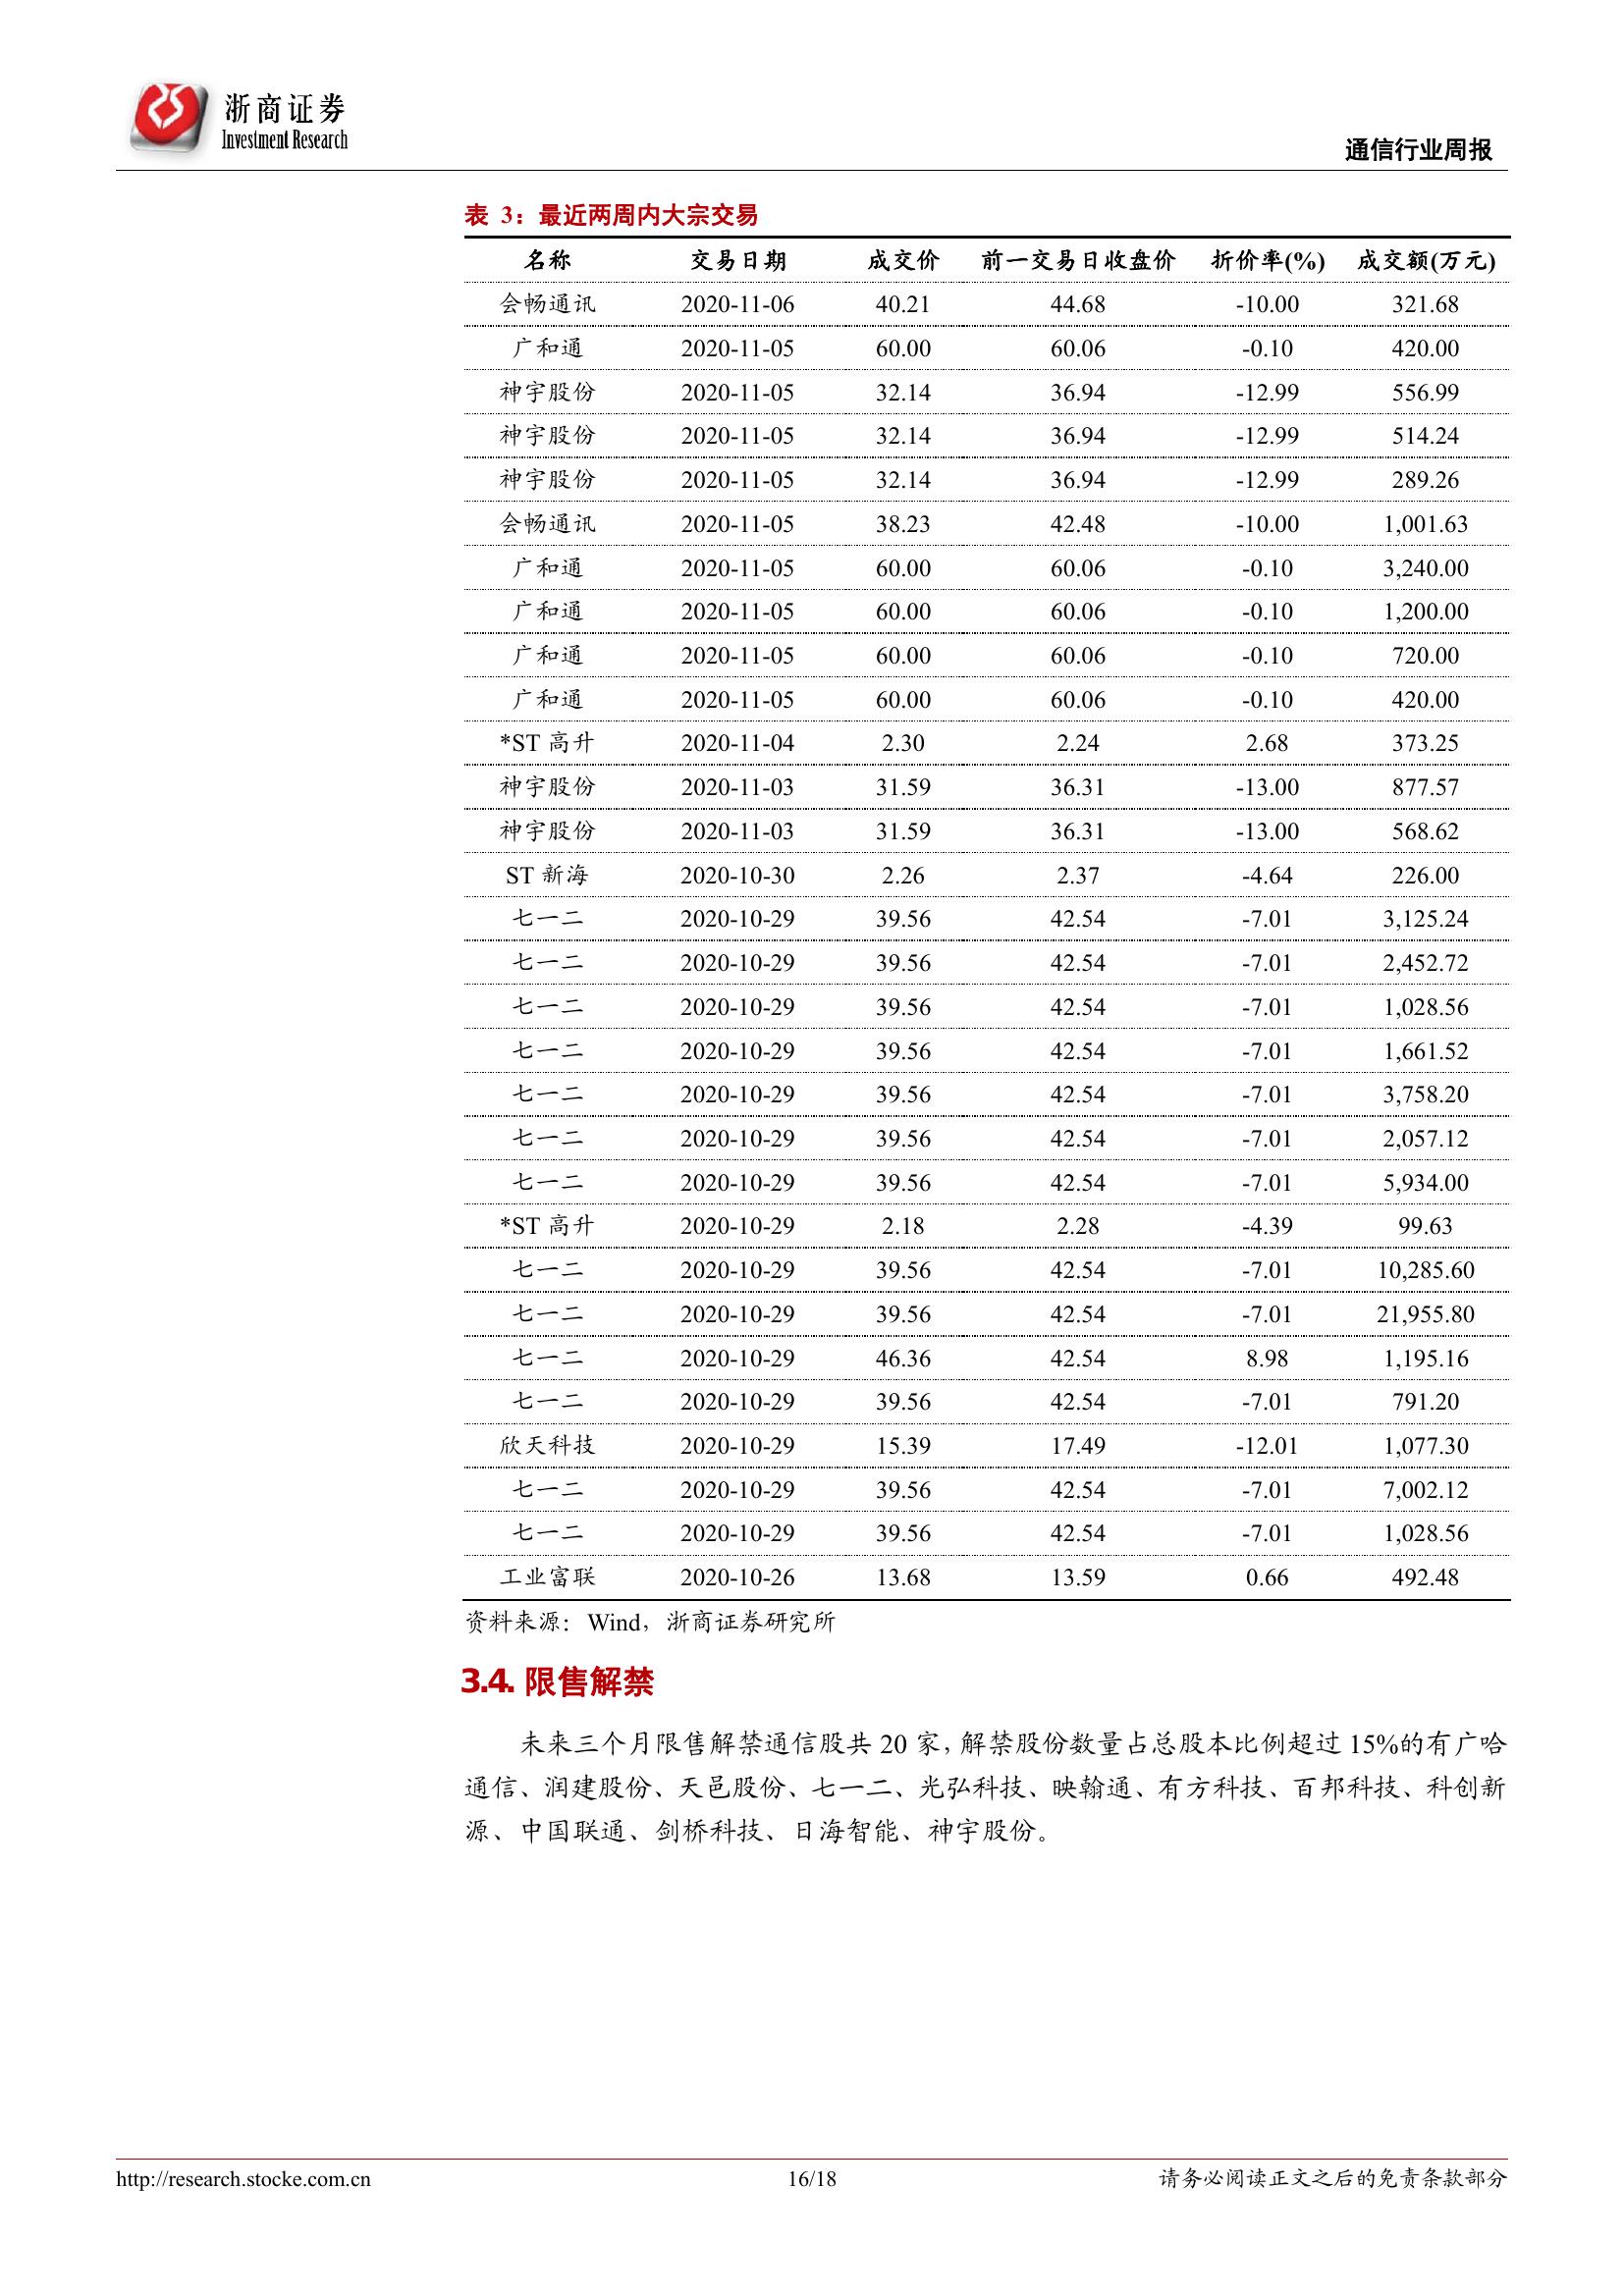 浙商证券
Investment Research
通信行业周报
表 3：最近两周内大宗交易
名称 交易日期 成交价 前一交易日收盘价 折价率(%) 成交额(万元)
会畅通讯 2020-11-06 40.21 44.68 -10.00 321.68
广和通 2020-11-05 60.00 60.06 -0.10 420.00
神宇股份 2020-11-05 32.14 36.94 -12.99 556.99
神宇股份 2020-11-05 32.14 36.94 -12.99 514.24
神宇股份 2020-11-05 32.14 36.94 -12.99 289.26
会畅通讯 2020-11-05 38.23 42.48 -10.00 1,001.63
广和通 2020-11-05 60.00 60.06 -0.10 3,240.00
广和通 2020-11-05 60.00 60.06 -0.10 1,200.00
广和通 2020-11-05 60.00 60.06 -0.10 720.00
广和通 2020-11-05 60.00 60.06 -0.10 420.00
*ST 高升 2020-11-04 2.30 2.24 2.68 373.25
神宇股份 2020-11-03 31.59 36.31 -13.00 877.57
神宇股份 2020-11-03 31.59 36.31 -13.00 568.62
ST 新海 2020-10-30 2.26 2.37 -4.64 226.00
七一二 2020-10-29 39.56 42.54 -7.01 3,125.24
七一二 2020-10-29 39.56 42.54 -7.01 2,452.72
七一二 2020-10-29 39.56 42.54 -7.01 1,028.56
七一二 2020-10-29 39.56 42.54 -7.01 1,661.52
七一二 2020-10-29 39.56 42.54 -7.01 3,758.20
七一二 2020-10-29 39.56 42.54 -7.01 2,057.12
七一二 2020-10-29 39.56 42.54 -7.01 5,934.00
*ST 高升 2020-10-29 2.18 2.28 -4.39 99.63
七一二 2020-10-29 39.56 42.54 -7.01 10,285.60
七一二 2020-10-29 39.56 42.54 -7.01 21,955.80
七一二 2020-10-29 46.36 42.54 8.98 1,195.16
七一二 2020-10-29 39.56 42.54 -7.01 791.20
欣天科技 2020-10-29 15.39 17.49 -12.01 1,077.30
七一二 2020-10-29 39.56 42.54 -7.01 7,002.12
七一二 2020-10-29 39.56 42.54 -7.01 1,028.56
工业富联 2020-10-26 13.68 13.59 0.66 492.48
资料来源：Wind，浙商证券研究所
3.4. 限售解禁
未来三个月限售解禁通信股共 20 家，解禁股份数量占总股本比例超过 15%的有广哈
通信、润建股份、天邑股份、七一二、光弘科技、映翰通、有方科技、百邦科技、科创新
源、中国联通、剑桥科技、日海智能、神宇股份。
http://research.stocke.com.cn 16/18 请务必阅读正文之后的免责条款部分